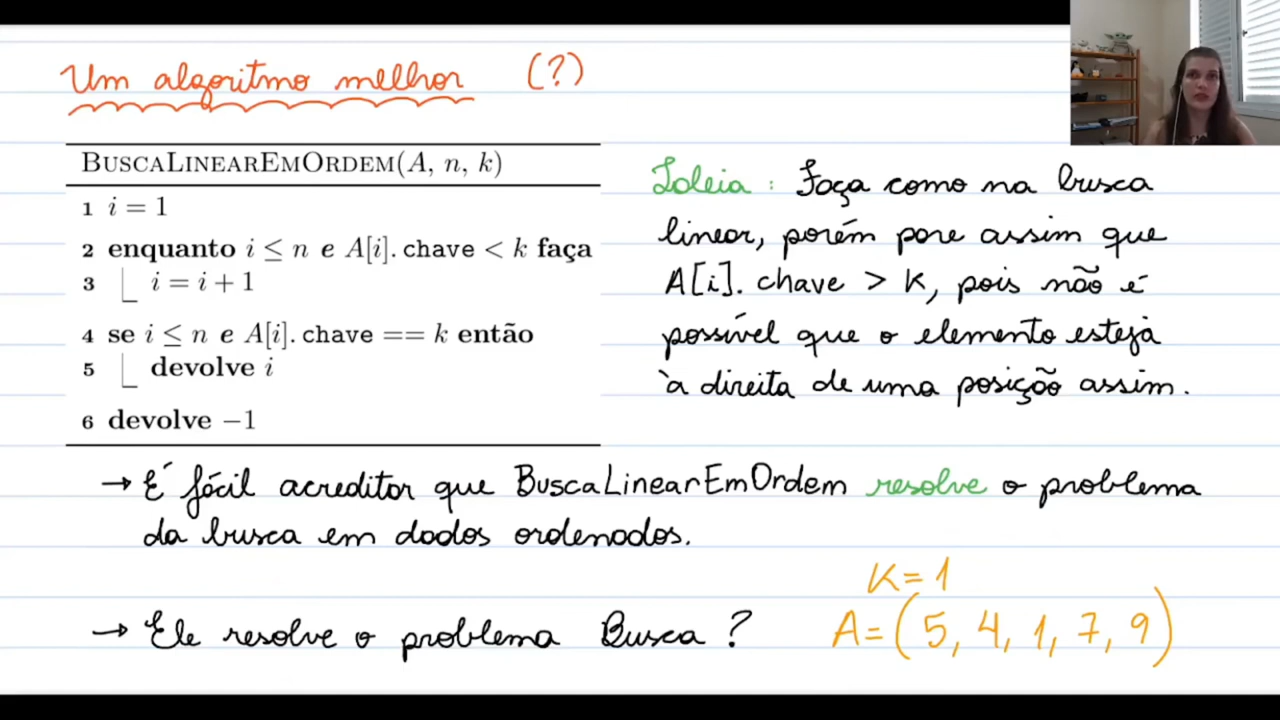 Um algoritmo melhor (?)
BUSCALINEAREMORDEM(A, n, k)
1 i = 1
2 enquanto i ≤ n e A[i].chave < k faça
3 i = i + 1
4 se i ≤ n e A[i].chave == k então
5 devolve i
6 devolve −1
Ideia: Faça como na busca
linear, porém pare assim que
A[i].chave > K, pois não é
possível que o elemento esteja
à direita de uma posição assim.
→ É fácil acreditar que BuscaLinearEmOrdem resolve o problema
da busca em dados ordenados.
→ Ele resolve o problema Busca?
K = 1
A = (5, 4, 1, 7, 9)